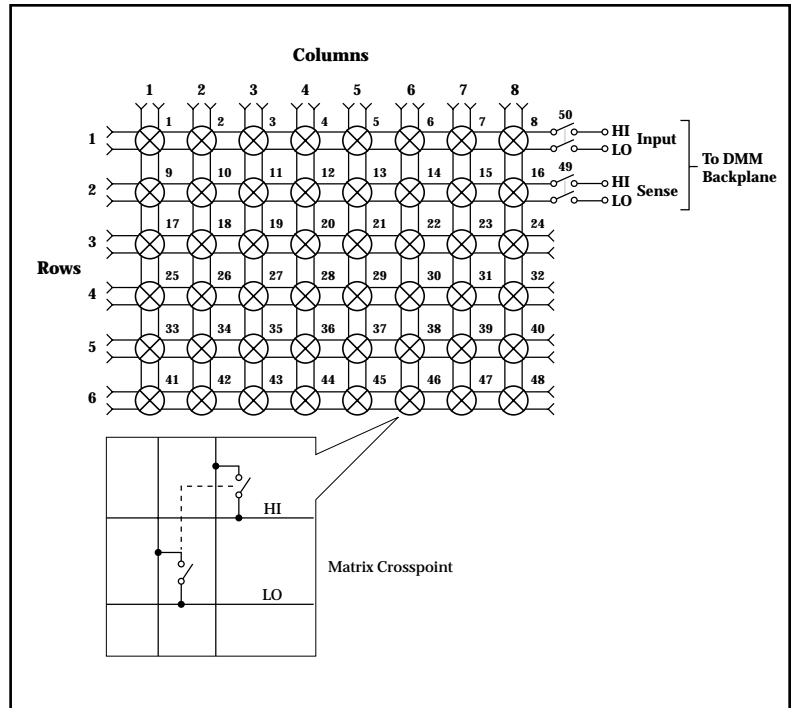 Columns
1 2 3 4 5 6 7 8
50
1 1 2 3 4 5 6 7 8 HI Input
LO
To DMM
Backplane
49
2 9 10 11 12 13 14 15 16 HI Sense
LO
3 17 18 19 20 21 22 23 24
Rows
4 25 26 27 28 29 30 31 32
5 33 34 35 36 37 38 39 40
6 41 42 43 44 45 46 47 48
HI
Matrix Crosspoint
LO